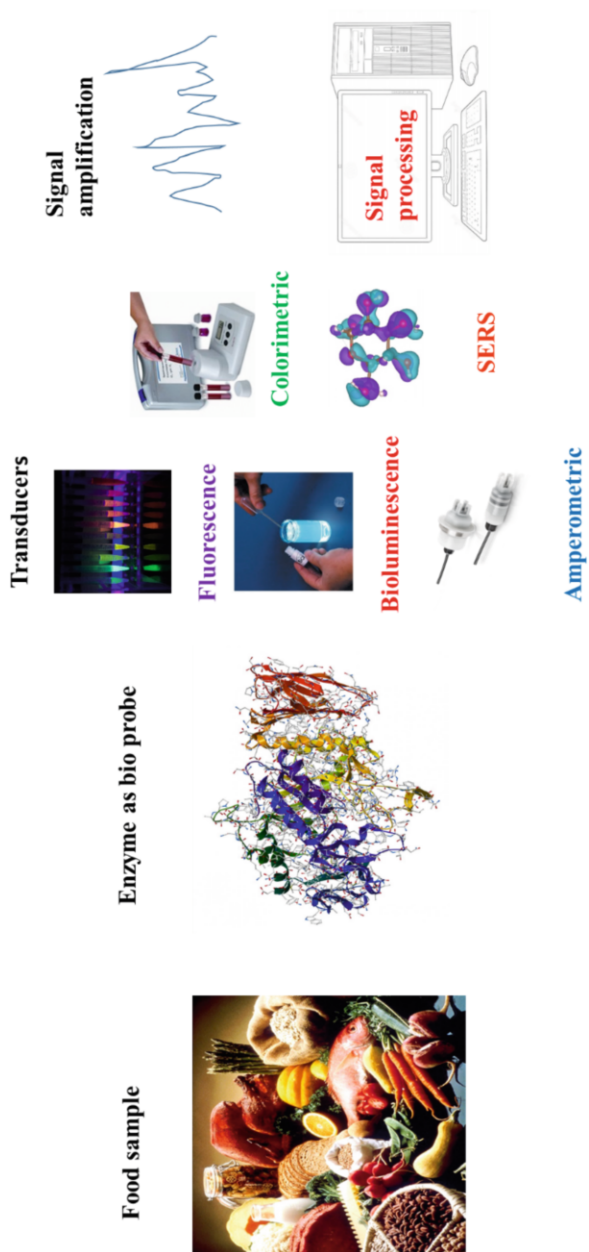 Food sample
Enzyme as bio probe
Transducers
Fluorescence
Bioluminescence
Amperometric
Colorimetric
SERS
Signal
amplification
Signal
processing